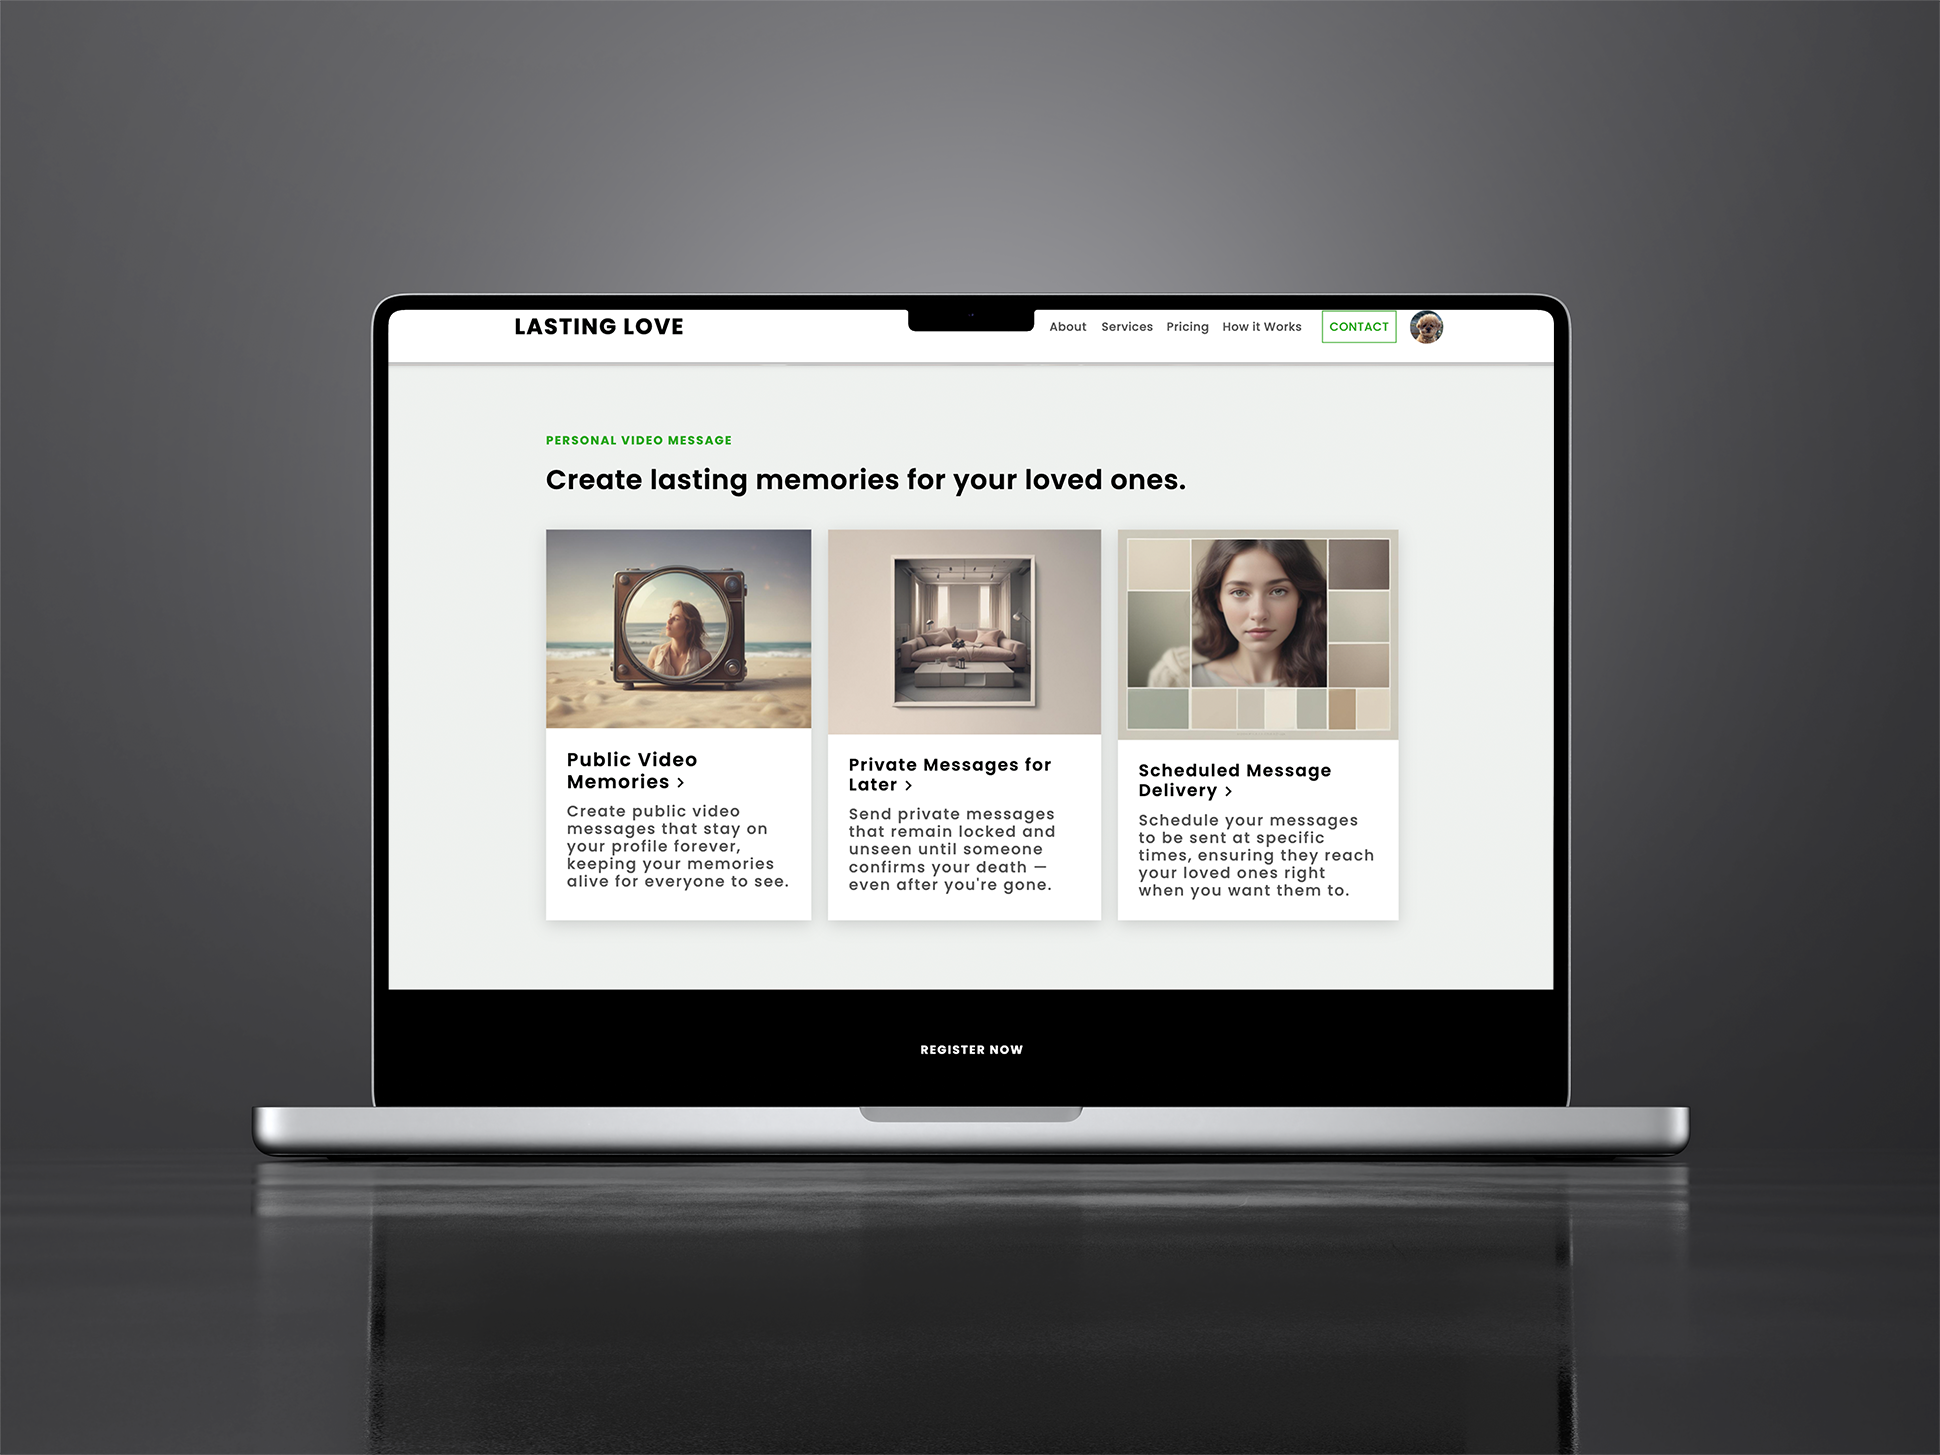 LASTING LOVE
About Services Pricing How it Works CONTACT
PERSONAL VIDEO MESSAGE
Create lasting memories for your loved ones.
Public Video
Memories >
Create public video
messages that stay on
your profile forever,
keeping your memories
alive for everyone to see.
Private Messages for
Later >
Send private messages
that remain locked and
unseen until someone
confirms your death —
even after you're gone.
Scheduled Message
Delivery >
Schedule your messages
to be sent at specific
times, ensuring they reach
your loved ones right
when you want them to.
REGISTER NOW